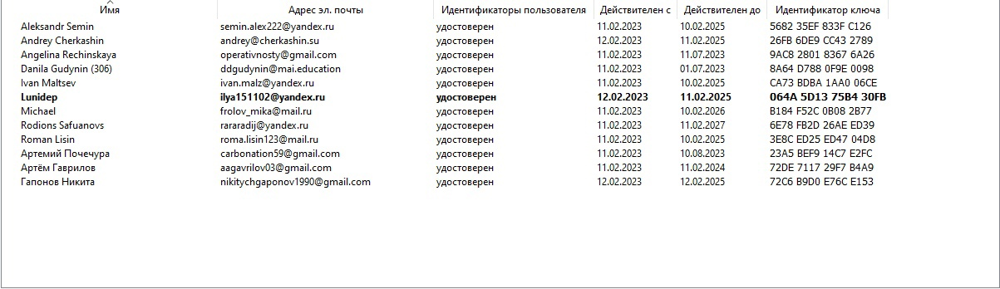 Имя Адрес эл. почты Идентификаторы пользователя Действителен с Действителен до Идентификатор ключа
Aleksandr Semin semin.alex222@yandex.ru удостоверен 11.02.2023 10.02.2025 5682 35EF 833F C126
Andrey Cherkashin andrey@cherkashin.su удостоверен 12.02.2023 11.02.2025 26FB 6DE9 CC43 2789
Angelina Rechinskaya operativnosty@gmail.com удостоверен 11.02.2023 11.07.2023 9AC8 2801 8367 6A26
Danila Gudynin (306) ddgudynin@mai.education удостоверен 11.02.2023 01.07.2023 8A64 D788 0F9E 0098
Ivan Maltsev ivan.malz@yandex.ru удостоверен 11.02.2023 10.02.2025 CA73 BDBA 1AA0 06CE
Lunidep ilya151102@yandex.ru удостоверен 12.02.2023 11.02.2025 064A 5D13 75B4 30FB
Michael frolov_mika@mail.ru удостоверен 11.02.2023 10.02.2026 B184 F52C 0B08 2B77
Rodions Safuanovs rararadij@yandex.ru удостоверен 11.02.2023 11.02.2027 6E78 FB2D 26AE ED39
Roman Lisin roma.lisin123@mail.ru удостоверен 11.02.2023 10.02.2025 3E8C ED25 ED47 04D8
Артемий Почечура carbonation59@gmail.com удостоверен 11.02.2023 10.08.2023 23A5 BEF9 14C7 E2FC
Артём Гаврилов aagavrilov03@gmail.com удостоверен 11.02.2023 11.02.2024 72DE 7117 29F7 B4A9
Гапонов Никита nikitychgaponov1990@gmail.com удостоверен 12.02.2023 12.02.2025 72C6 B9D0 E76C E153